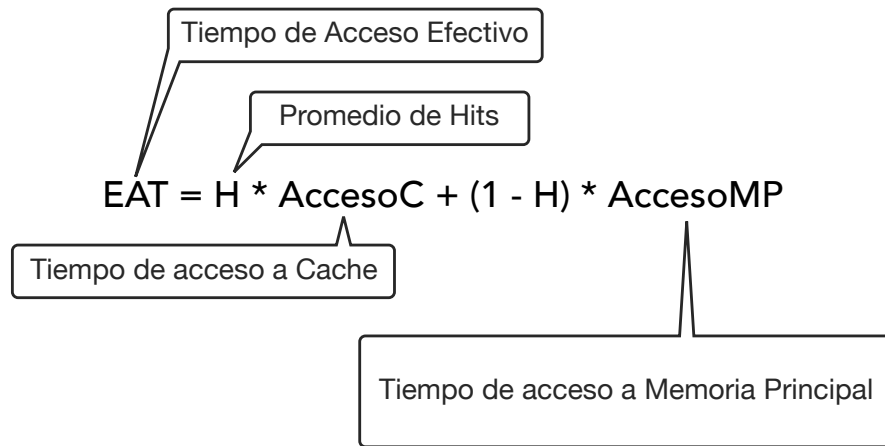 Tiempo de Acceso Efectivo
Promedio de Hits
EAT = H * AccesoC + (1 - H) * AccesoMP
Tiempo de acceso a Cache
Tiempo de acceso a Memoria Principal